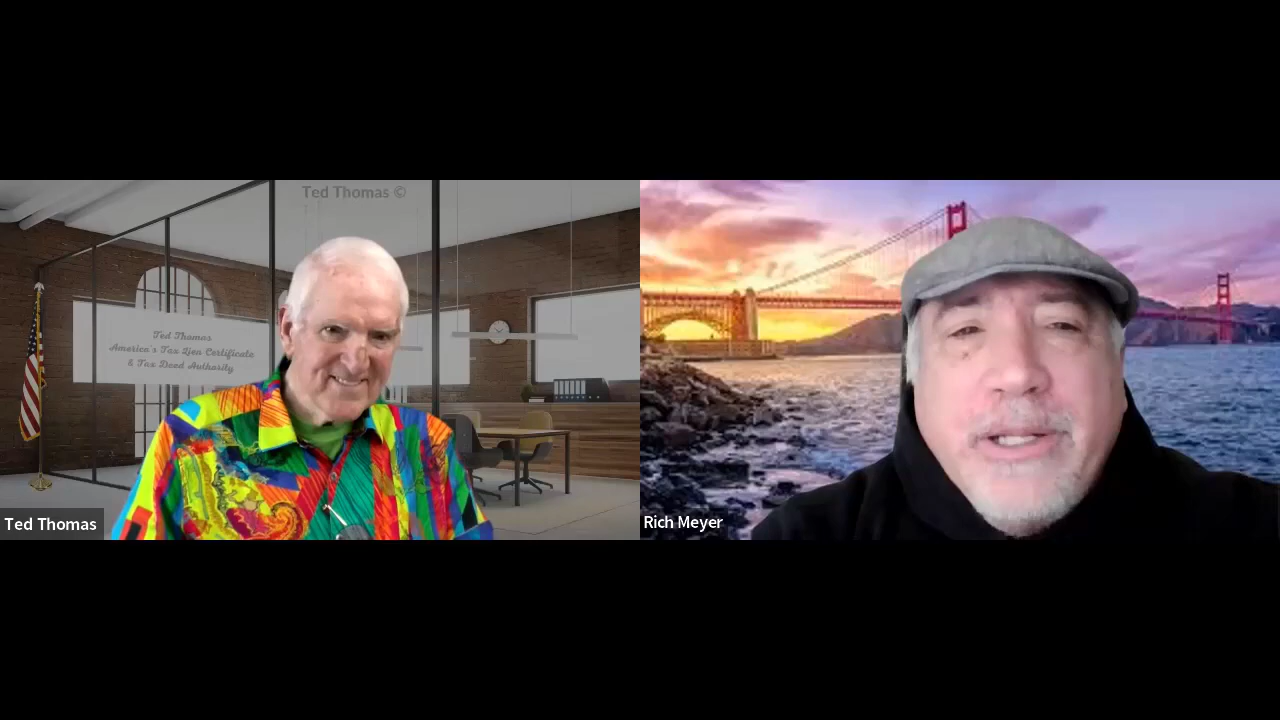 Ted Thomas ©
Ted Thomas
America's Tax Lien Certificate
& Tax Deed Authority
Ted Thomas
Rich Meyer